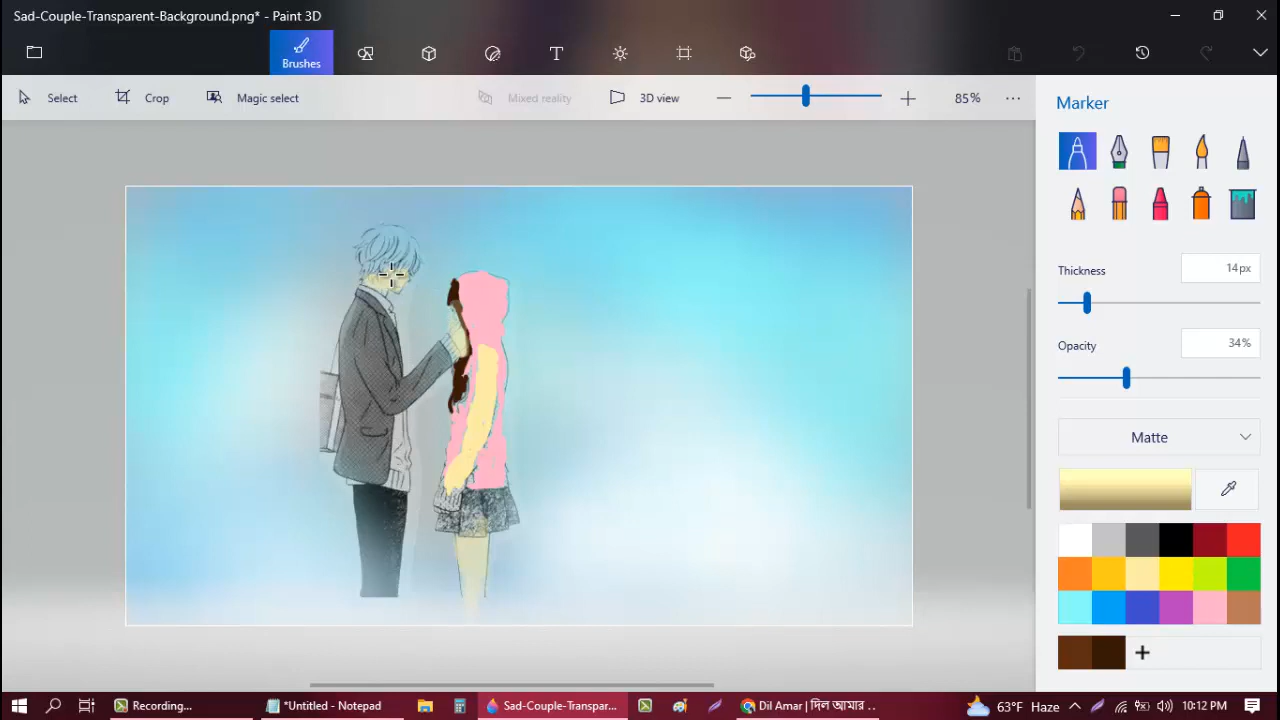 Sad-Couple-Transparent-Background.png* - Paint 3D
Brushes
Select
Crop
Magic select
Mixed reality
3D view
85%
Marker
Thickness
14px
Opacity
34%
Matte
Recording...
*Untitled - Notepad
Sad-Couple-Transpar...
Dil Amar | দিল আমার ..
63°F Haze
10:12 PM